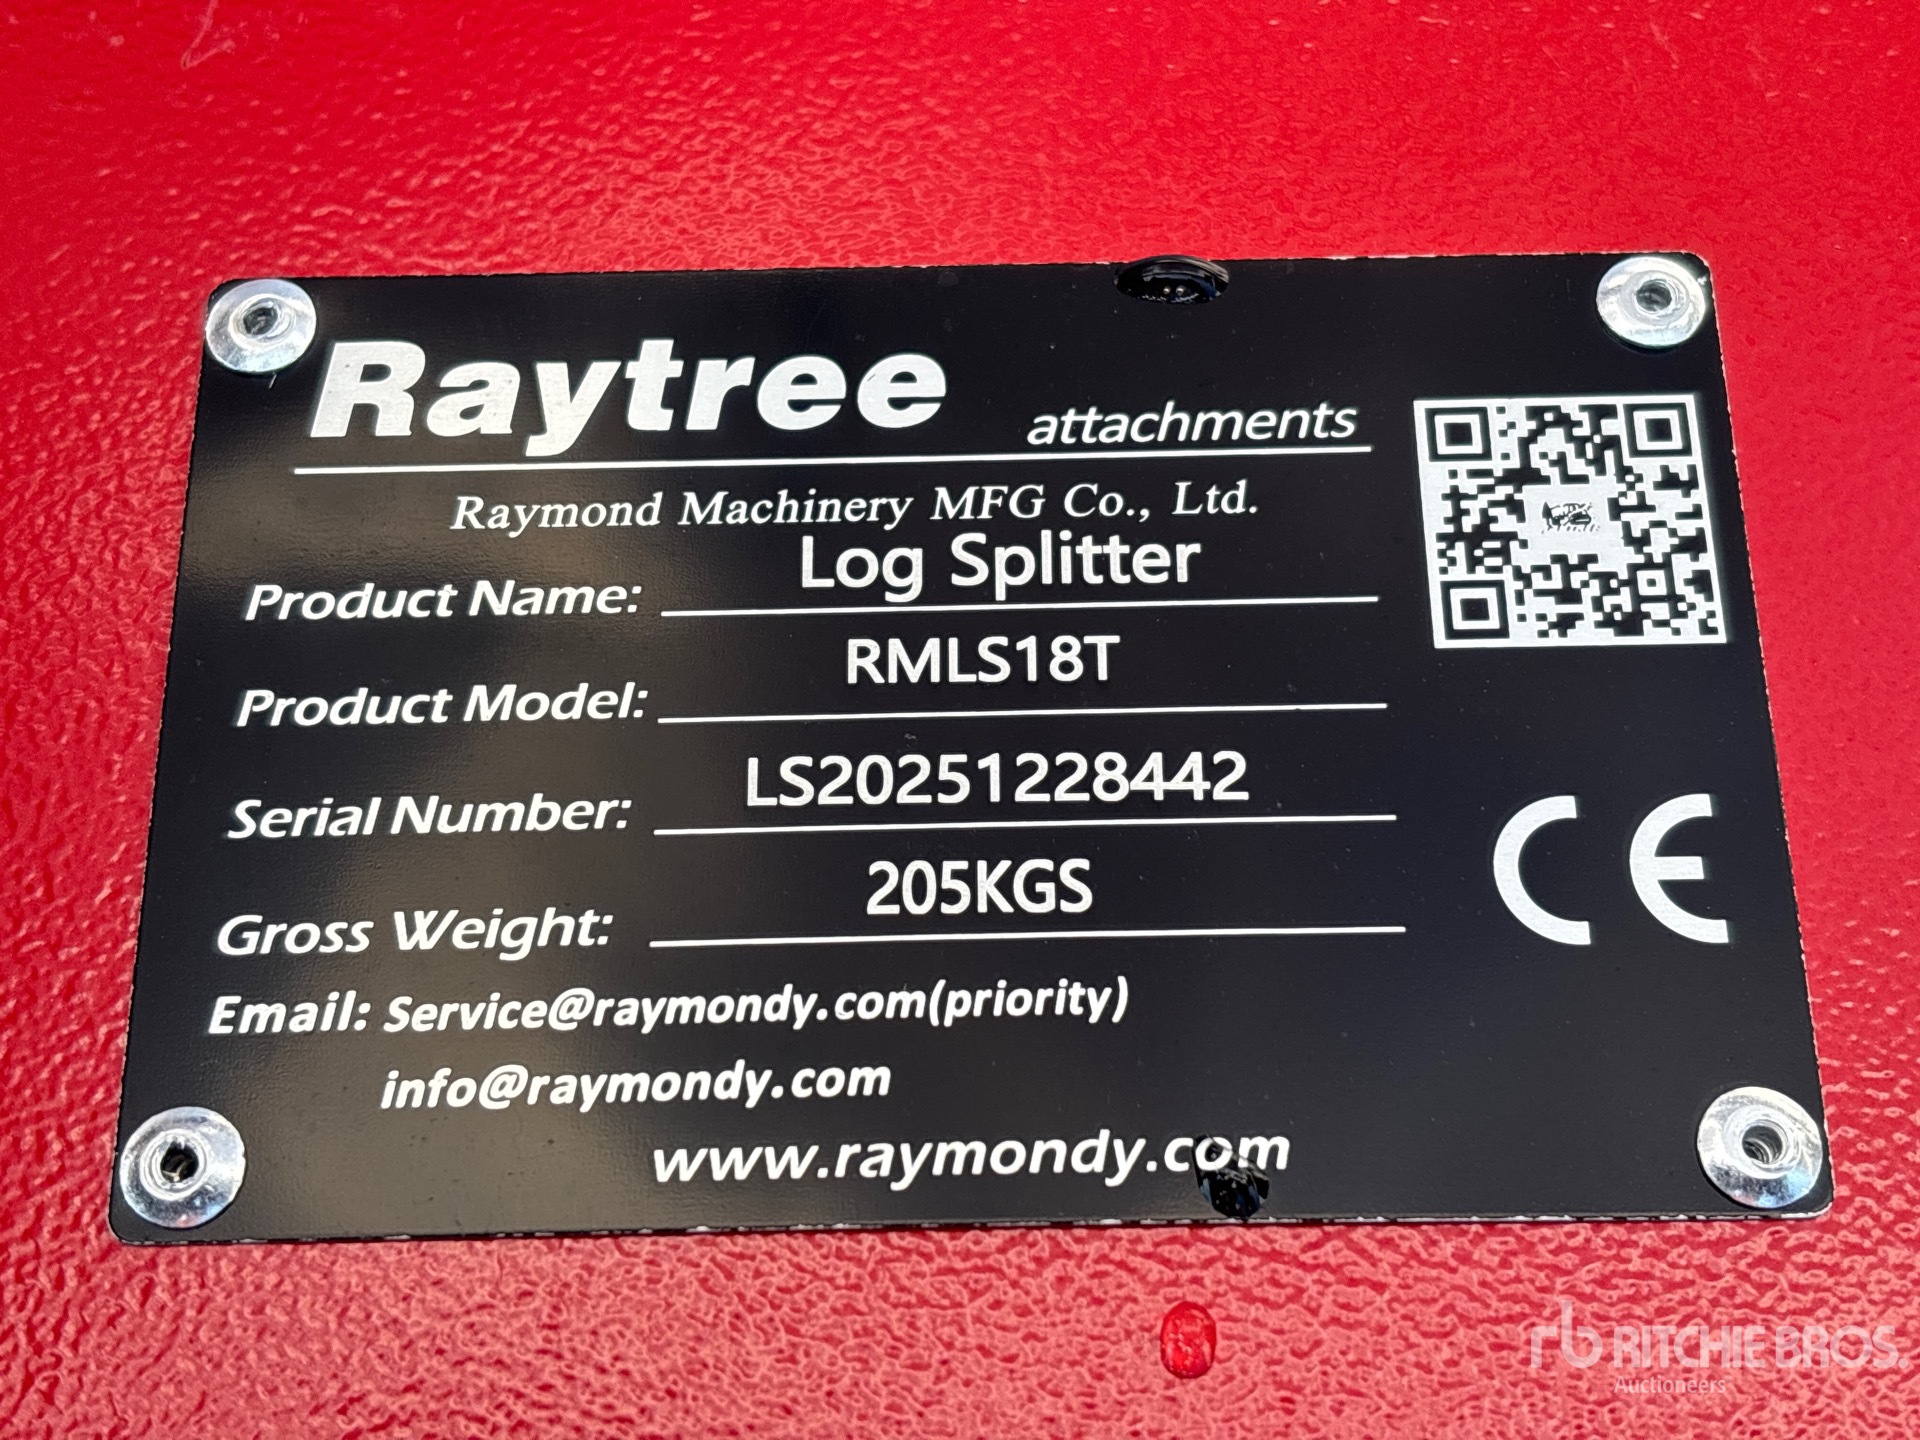 Raytree attachments
Raymond Machinery MFG Co., Ltd.
Product Name: Log Splitter
Product Model: RMLS18T
Serial Number: LS20251228442
Gross Weight: 205KGS
Email: Service@raymondy.com(priority)
info@raymondy.com
www.raymondy.com
CE
rb RITCHIE BROS.
Auctioneers